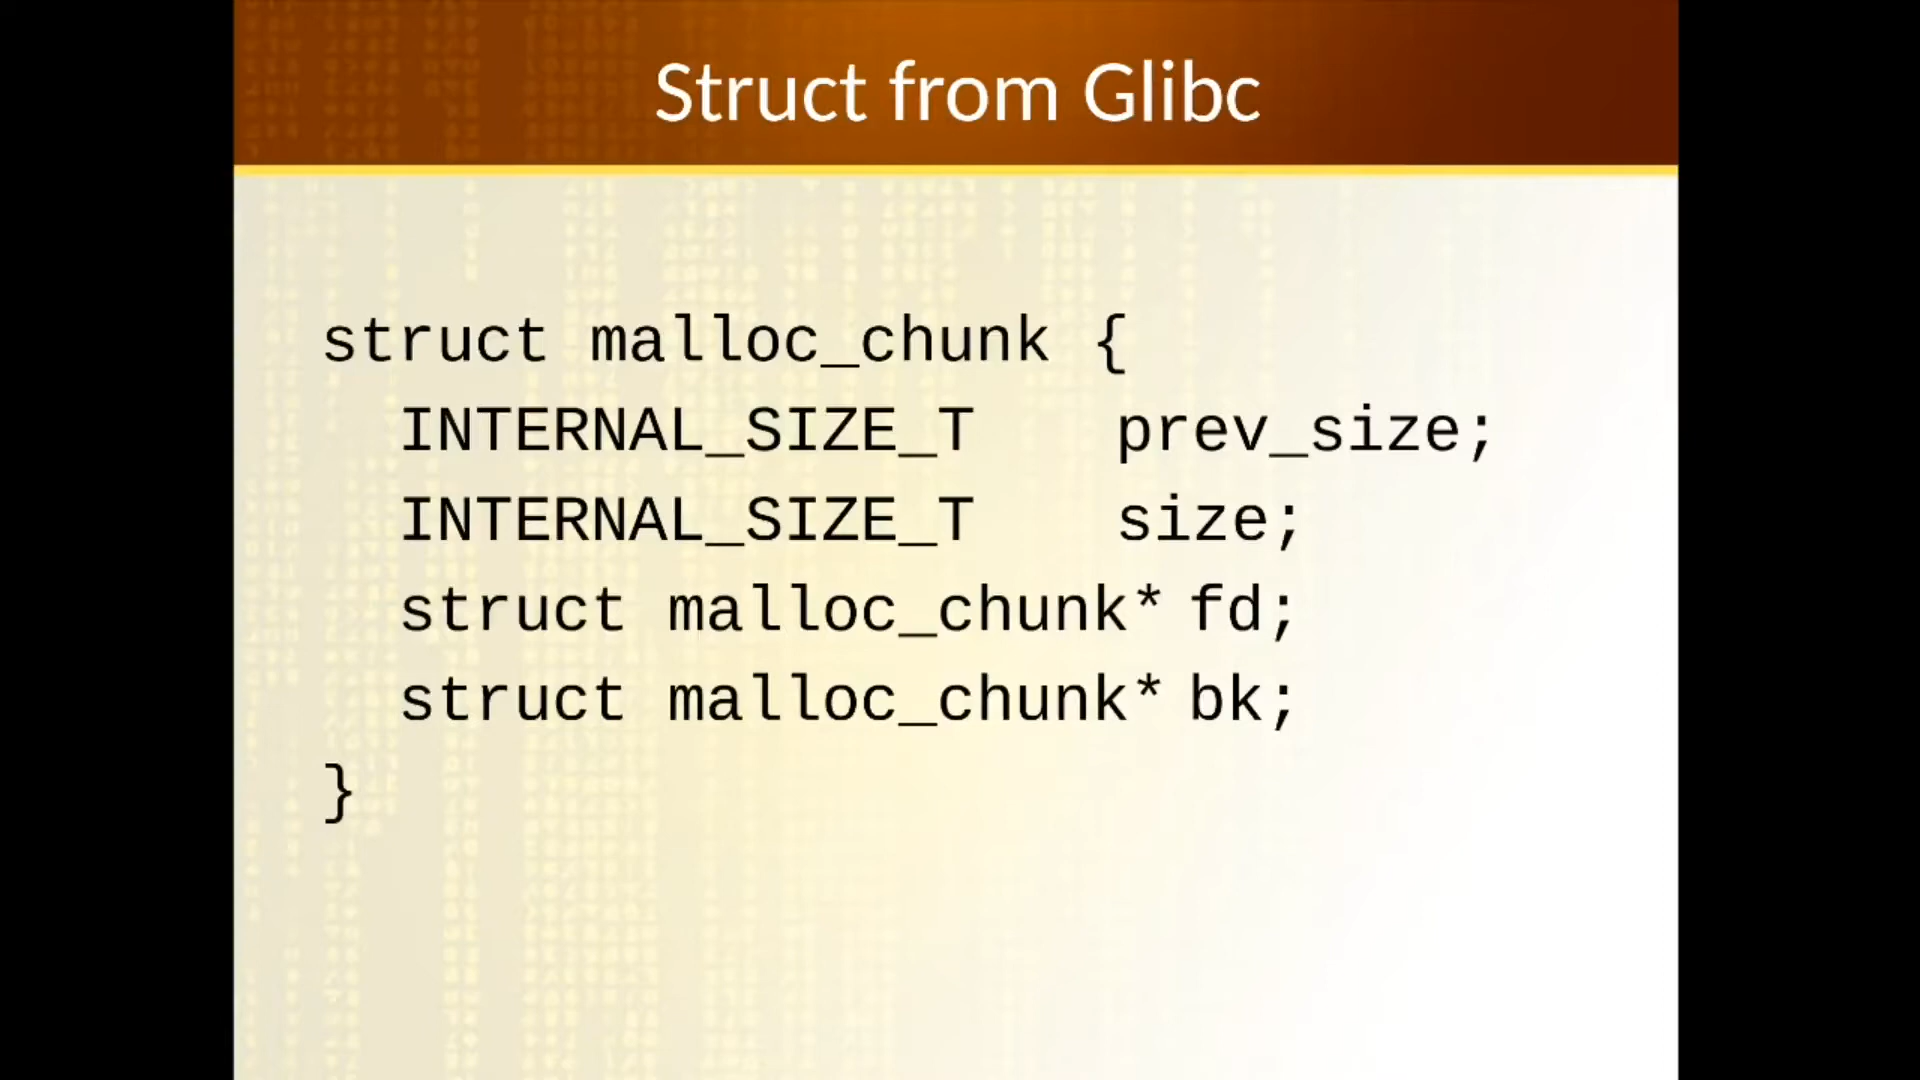 Struct from Glibc
struct malloc_chunk {
  INTERNAL_SIZE_T    prev_size;
  INTERNAL_SIZE_T    size;
  struct malloc_chunk* fd;
  struct malloc_chunk* bk;
}